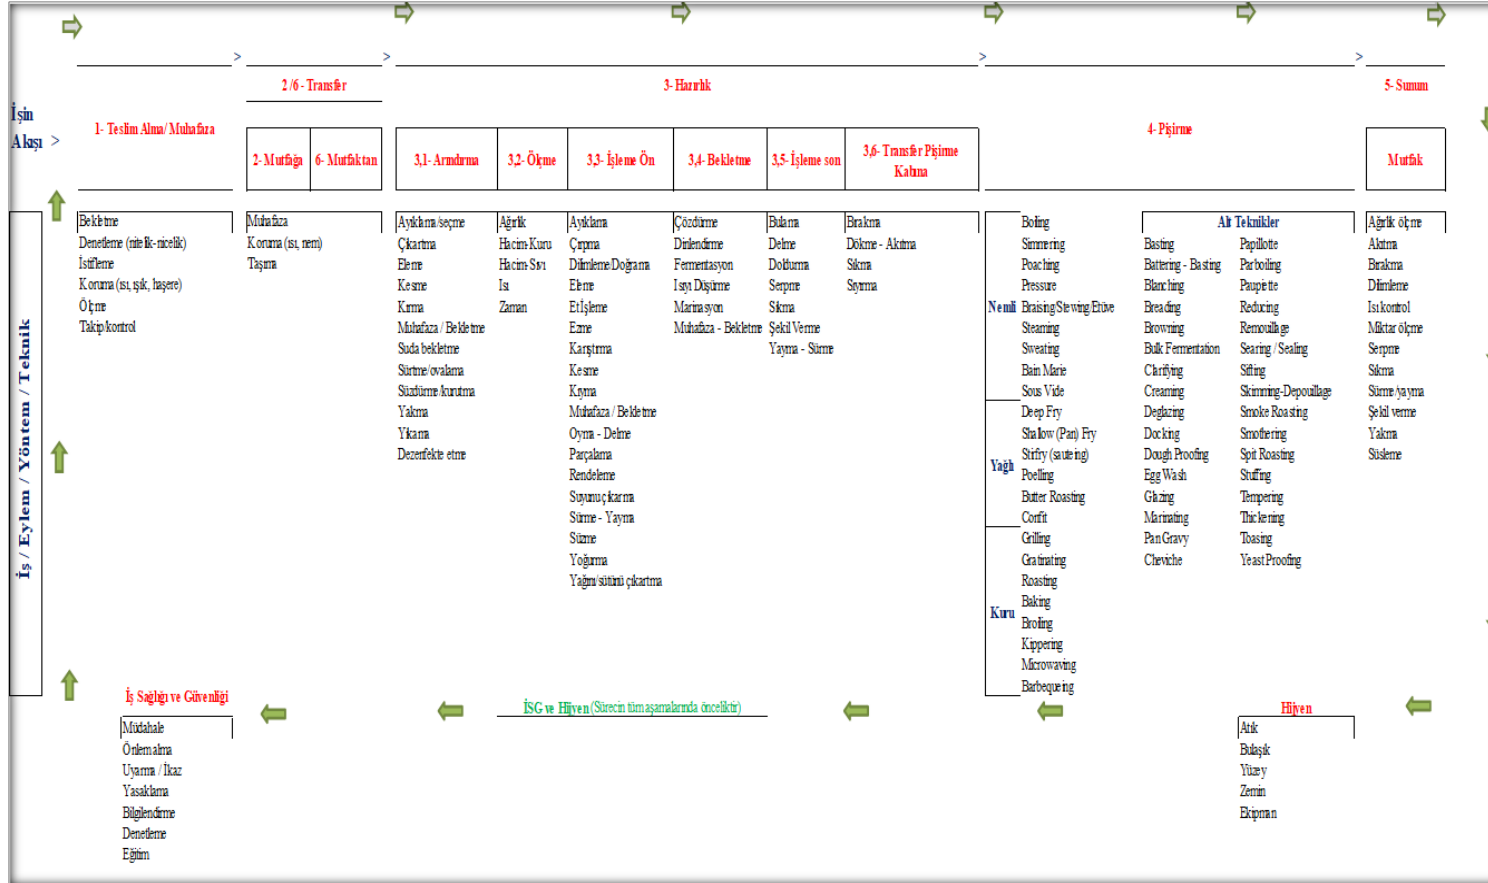 İşin
Akışı >
1- Teslim Alma/ Muhafaza
>
2 /6 - Transfer
2- Mutfağa
6- Mutfaktan
>
3- Hazırlık
3,1- Arındırma
3,2- Ölçme
3,3- İşleme Ön
3,4- Bekletme
3,5- İşleme son
3,6- Transfer Pişirme
Kabına
>
4- Pişirme
>
5- Sunum
Mutfak
İş / Eylem / Yöntem / Teknik
Bekletme
Denetleme (nitelik-nicelik)
İstifleme
Koruma (ısı, ışık, haşere)
Ölçme
Takip/kontrol
Muhafaza
Koruma (ısı, nem)
Taşıma
Ayıklama/seçme
Çıkartma
Eleme
Kesme
Kırma
Muhafaza / Bekletme
Suda bekletme
Sürtme/ovalama
Süzdürme/kurutma
Yakma
Yıkama
Dezenfekte etme
Ağırlık
Hacim-Kuru
Hacim-Sıvı
Isı
Zaman
Ayıklama
Çırpma
Dilimleme/Doğrama
Eleme
Et İşleme
Ezme
Karıştırma
Kesme
Kıyma
Muhafaza / Bekletme
Oyma - Delme
Parçalama
Rendeleme
Suyunu çıkarma
Sürme - Yayma
Süzme
Yoğurma
Yağını/sütünü çıkartma
Çözdürme
Dinlendirme
Fermentasyon
Isıyı Düşürme
Marinasyon
Muhafaza - Bekletme
Bulama
Delme
Doldurma
Serpme
Sıkma
Şekil Verme
Yayma - Sürme
Bırakma
Dökme - Akıtma
Sıkma
Sıyırma
Nemli
Boiling
Simmering
Poaching
Pressure
Braising/Stewing/Etüve
Steaming
Sweating
Bain Marie
Sous Vide
Yağlı
Deep Fry
Shallow (Pan) Fry
Stirfry (sauteing)
Poelling
Butter Roasting
Confit
Kuru
Grilling
Gratinating
Roasting
Baking
Broiling
Kippering
Microwaving
Barbequeing
Alt Teknikler
Basting
Battering - Basting
Blanching
Breading
Browning
Bulk Fermentation
Clarifying
Creaming
Deglazing
Docking
Dough Proofing
Egg Wash
Glazing
Marinating
Pan Gravy
Cheviche
Papillotte
Parboiling
Paupiette
Reducing
Remouillage
Searing / Sealing
Sifting
Skimming-Depouillage
Smoke Roasting
Smothering
Spit Roasting
Stuffing
Tempering
Thickening
Toasing
Yeast Proofing
Ağırlık ölçme
Akıtma
Bırakma
Dilimleme
Isı kontrol
Miktar ölçme
Serpme
Sıkma
Sürme/yayma
Şekil verme
Yakma
Süsleme
İş Sağlığı ve Güvenliği
Müdahale
Önlem alma
Uyarma / İkaz
Yasaklama
Bilgilendirme
Denetleme
Eğitim
İSG ve Hijyen (Sürecin tüm aşamalarında önceliktir)
Hijyen
Atık
Bulaşık
Yüzey
Zemin
Ekipman